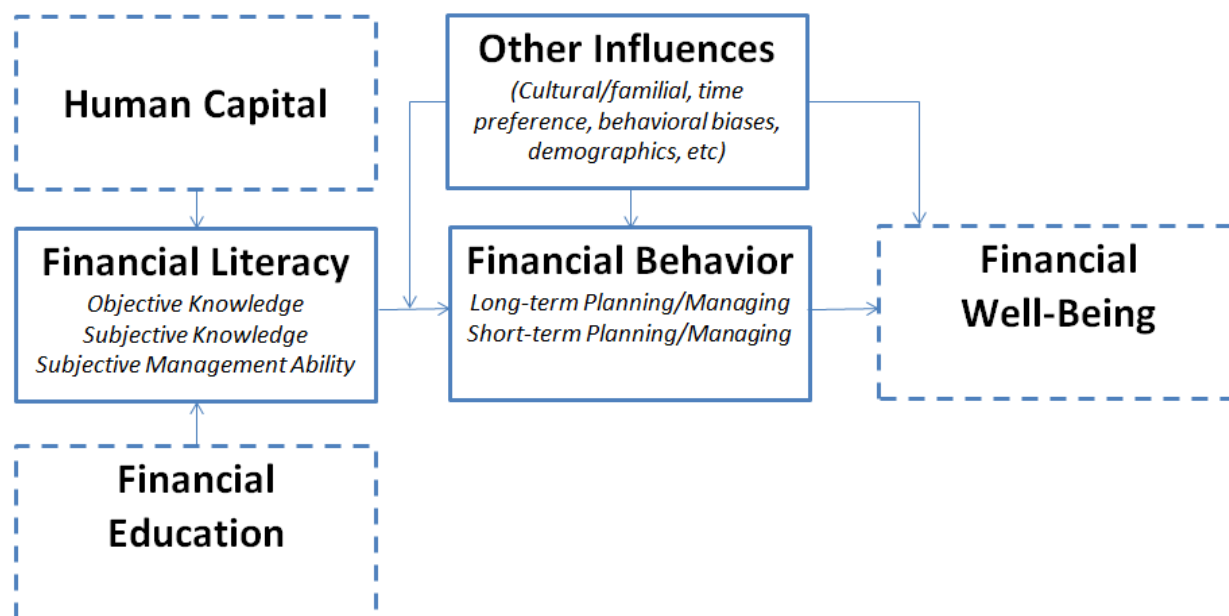 Human Capital
Other Influences
(Cultural/familial, time
preference, behavioral biases,
demographics, etc)
Financial Literacy
Objective Knowledge
Subjective Knowledge
Subjective Management Ability
Financial Behavior
Long-term Planning/Managing
Short-term Planning/Managing
Financial
Well-Being
Financial
Education